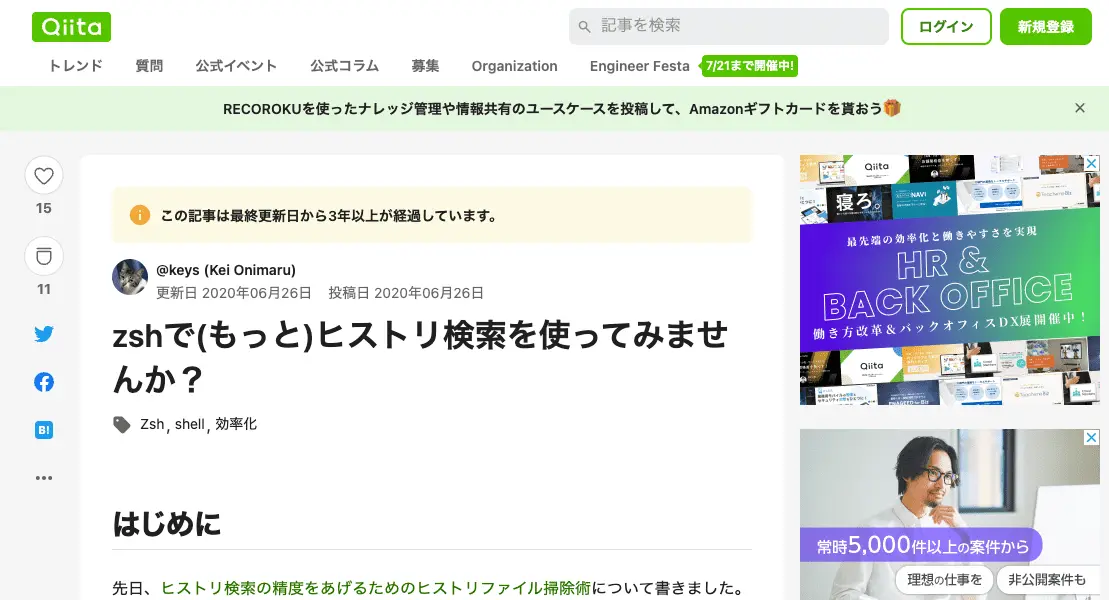 Qiita
記事を検索
ログイン
新規登録
トレンド 質問 公式イベント 公式コラム 募集 Organization Engineer Festa 7/21まで開催中!
RECOROKUを使ったナレッジ管理や情報共有のユースケースを投稿して、Amazonギフトカードを貰おう🎁
15
11
B!
この記事は最終更新日から3年以上が経過しています。
@keys (Kei Onimaru)
更新日 2020年06月26日 投稿日 2020年06月26日
zshで(もっと)ヒストリ検索を使ってみませ
んか？
Zsh, shell, 効率化
はじめに
先日、ヒストリ検索の精度をあげるためのヒストリファイル掃除術について書きました。
Qiita
寝ろ。
NAVI
最先端の効率化と働きやすさを実現
HR &
BACK OFFICE
働き方改革&バックオフィスDX展開催中！
Qiita
常時5,000件以上の案件から
理想の仕事を
非公開案件も